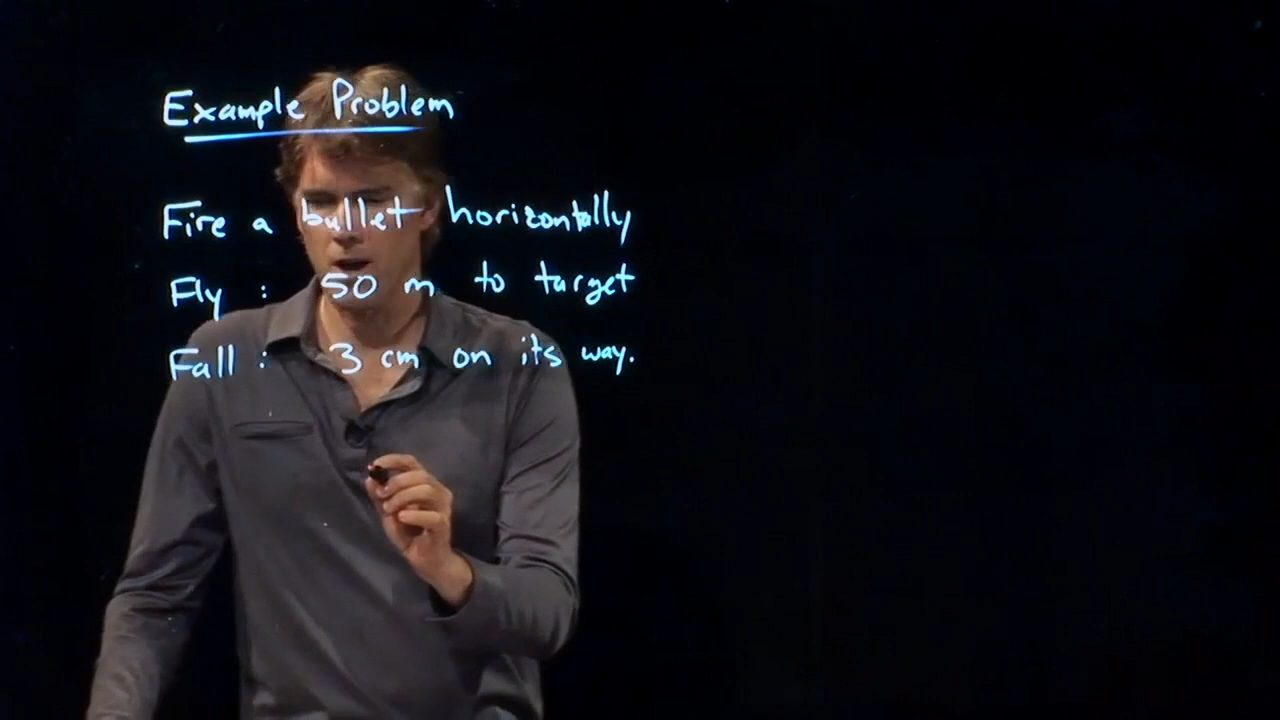 Example Problem
Fire a bullet horizontally
Fly : 50 m to target
Fall : 3 cm on its way.